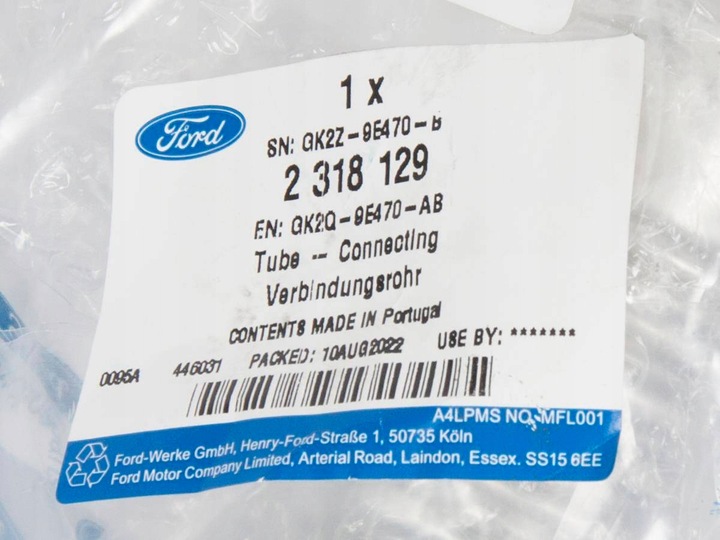 1 x
Ford
SN: GK2Z-9E470-B
2 318 129
EN: GK2Q-9E470-AB
Tube -- Connecting
Verbindungsrohr
CONTENTS MADE IN Portugal
0095A 446031 PACKED: 10AUG2022 USE BY: *******
A4LPMS NO. MFL001
Ford-Werke GmbH, Henry-Ford-Straße 1, 50735 Köln
Ford Motor Company Limited, Arterial Road, Laindon, Essex. SS15 6EE